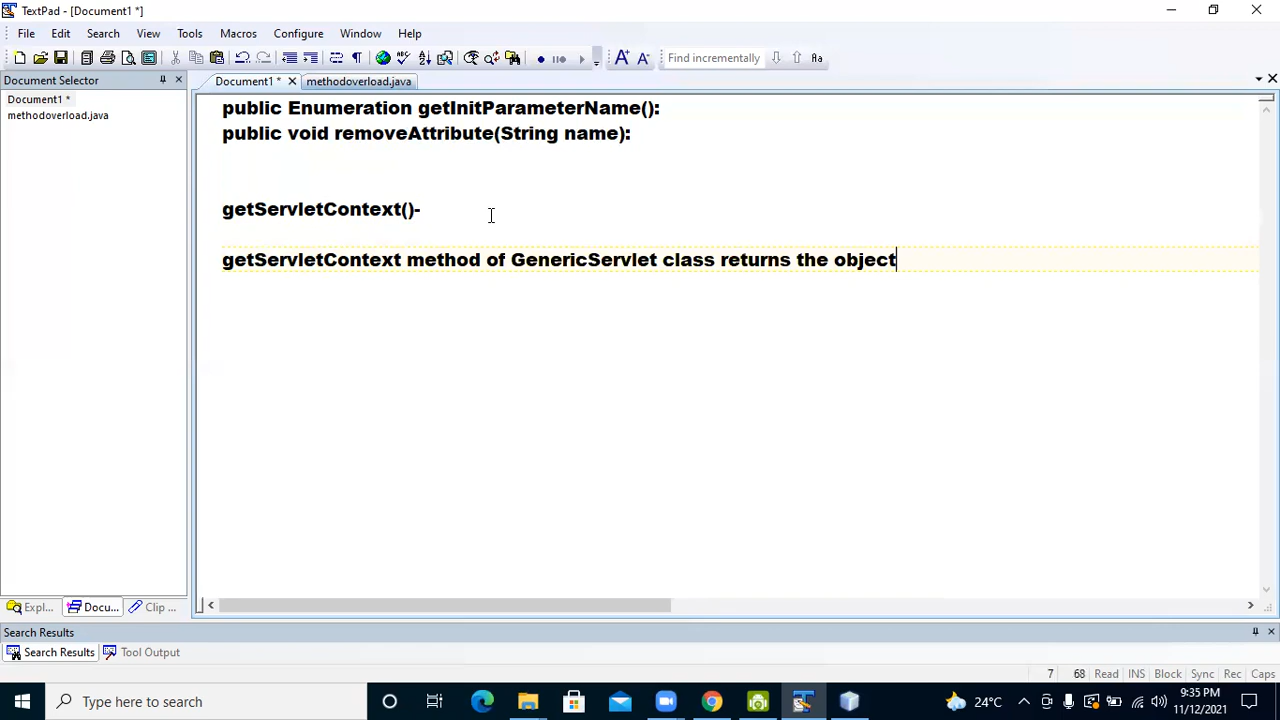 TextPad - [Document1 *]
File Edit Search View Tools Macros Configure Window Help
Find incrementally
Document Selector
Document1 *
methodoverload.java
Document1 * methodoverload.java
public Enumeration getInitParameterName():
public void removeAttribute(String name):
getServletContext()-
getServletContext method of GenericServlet class returns the object
Expl... Docu... Clip ...
Search Results
Search Results Tool Output
7 68 Read INS Block Sync Rec Caps
Type here to search
24°C
9:35 PM
11/12/2021